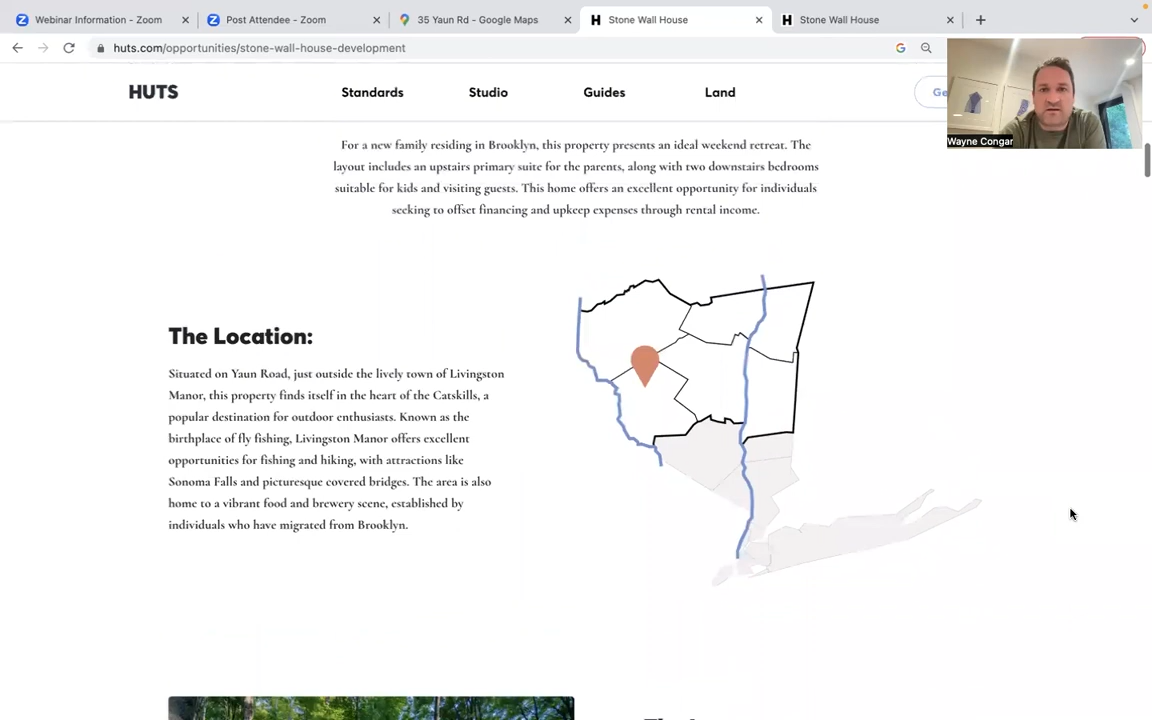 Webinar Information - Zoom
Post Attendee - Zoom
35 Yaun Rd - Google Maps
Stone Wall House
Stone Wall House
huts.com/opportunities/stone-wall-house-development
HUTS
Standards
Studio
Guides
Land
Ge
Wayne Congar
For a new family residing in Brooklyn, this property presents an ideal weekend retreat. The
layout includes an upstairs primary suite for the parents, along with two downstairs bedrooms
suitable for kids and visiting guests. This home offers an excellent opportunity for individuals
seeking to offset financing and upkeep expenses through rental income.
The Location:
Situated on Yaun Road, just outside the lively town of Livingston
Manor, this property finds itself in the heart of the Catskills, a
popular destination for outdoor enthusiasts. Known as the
birthplace of fly fishing, Livingston Manor offers excellent
opportunities for fishing and hiking, with attractions like
Sonoma Falls and picturesque covered bridges. The area is also
home to a vibrant food and brewery scene, established by
individuals who have migrated from Brooklyn.